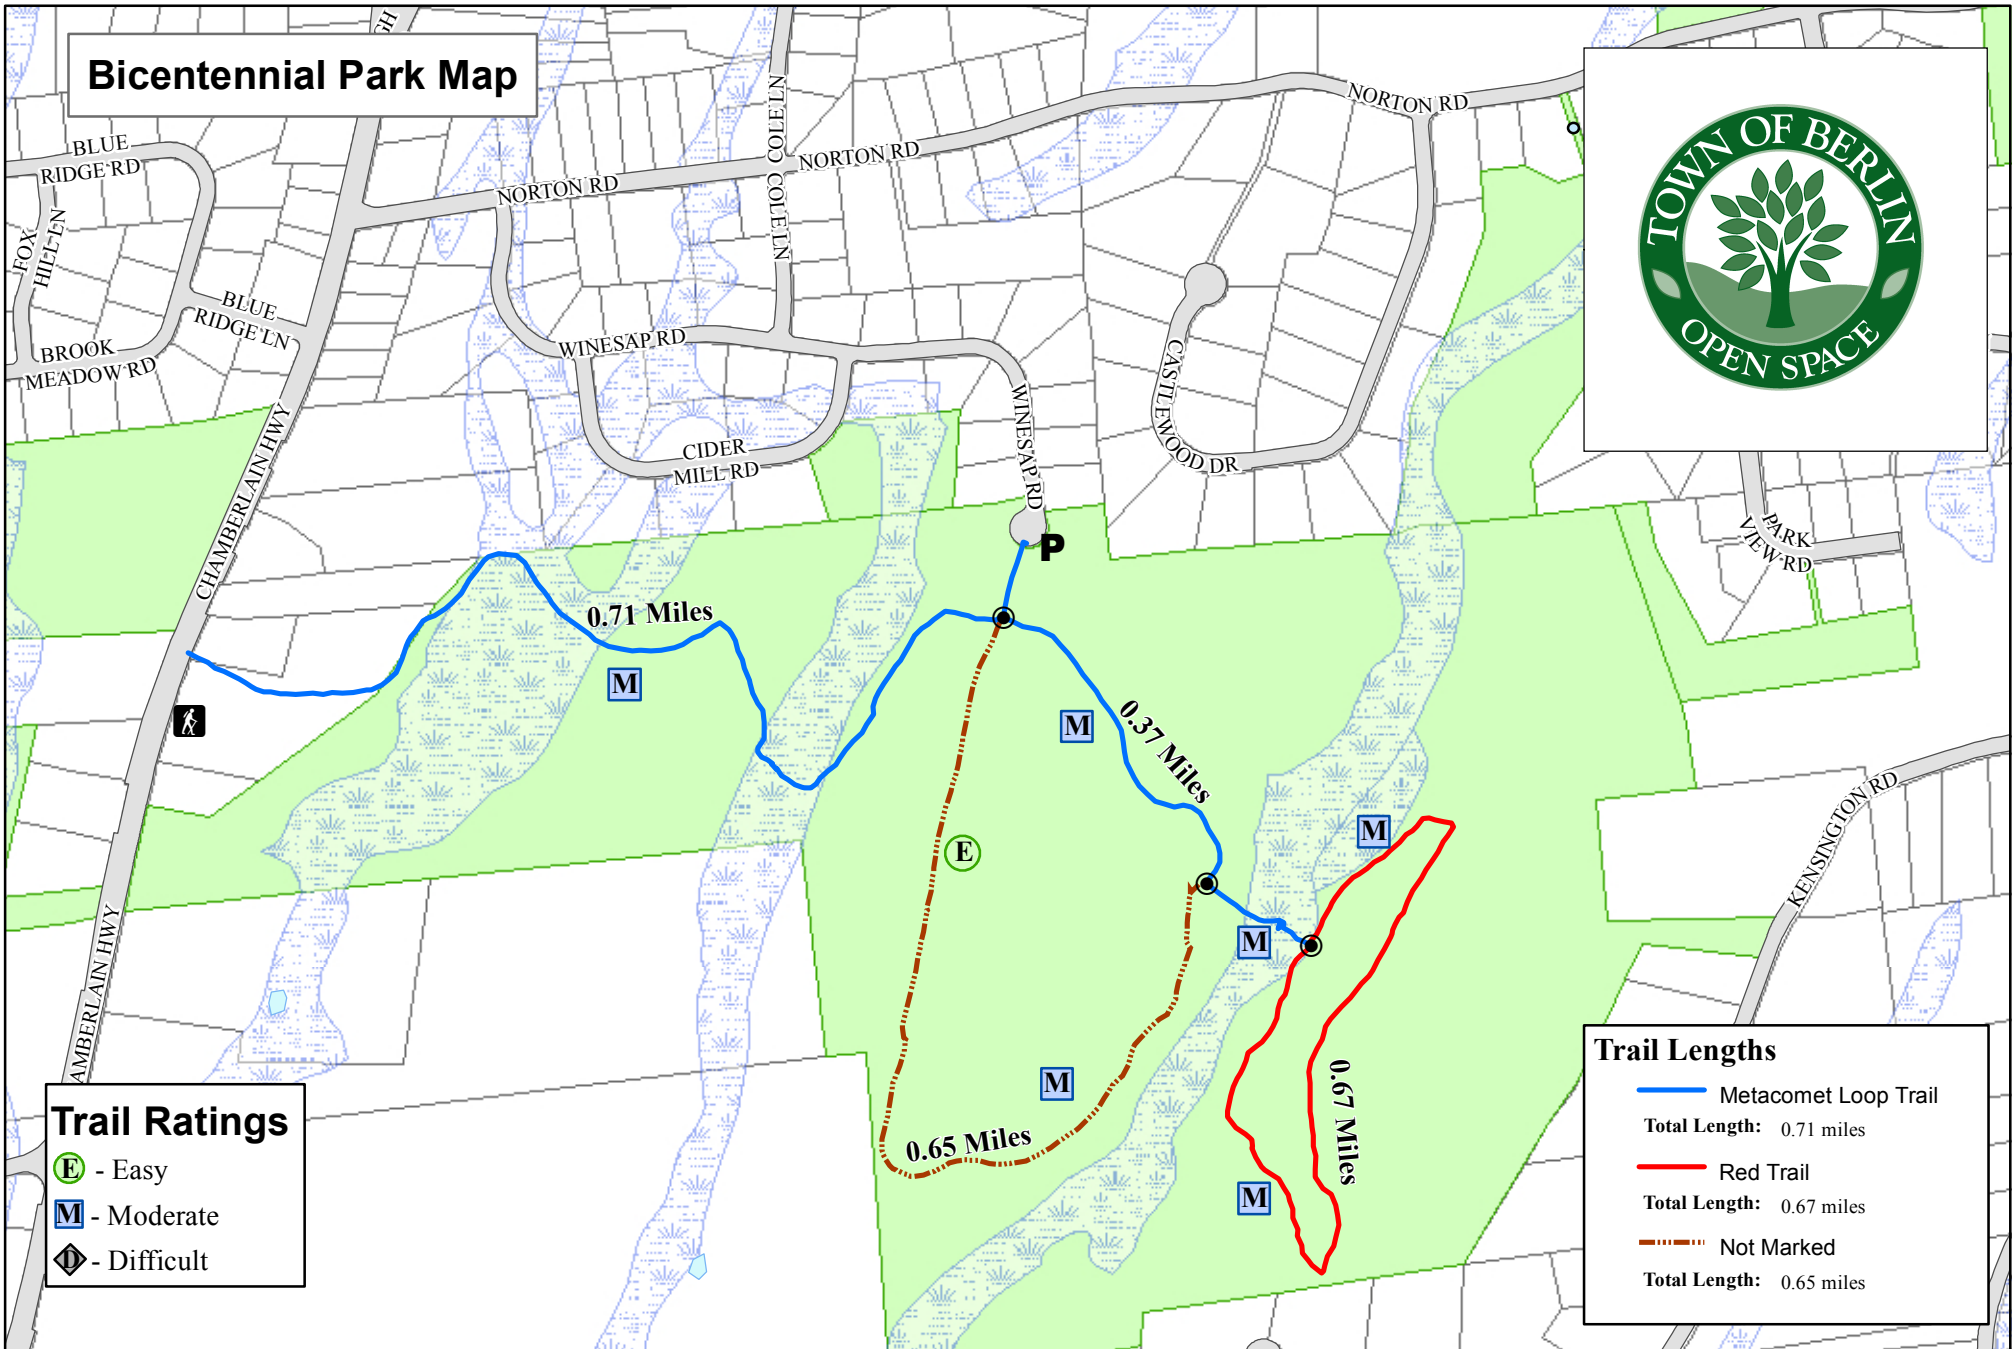 Bicentennial Park Map
GH
BLUE
RIDGE RD
FOX
HILL LN
BLUE
RIDGE LN
BROOK
MEADOW RD
CHAMBERLAIN HWY
AMBERLAIN HWY
NORTON RD
NORTON RD
NORTON RD
COLE LN
COLE LN
WINESAP RD
WINESAP RD
CIDER
MILL RD
CASTLEWOOD DR
PARK
VIEW RD
KENSINGTON RD
TOWN OF BERLIN
OPEN SPACE
P
0.71 Miles
M
M
0.37 Miles
E
M
M
M
0.65 Miles
0.67 Miles
M
Trail Ratings
E - Easy
M - Moderate
D - Difficult
Trail Lengths
Metacomet Loop Trail
Total Length: 0.71 miles
Red Trail
Total Length: 0.67 miles
Not Marked
Total Length: 0.65 miles